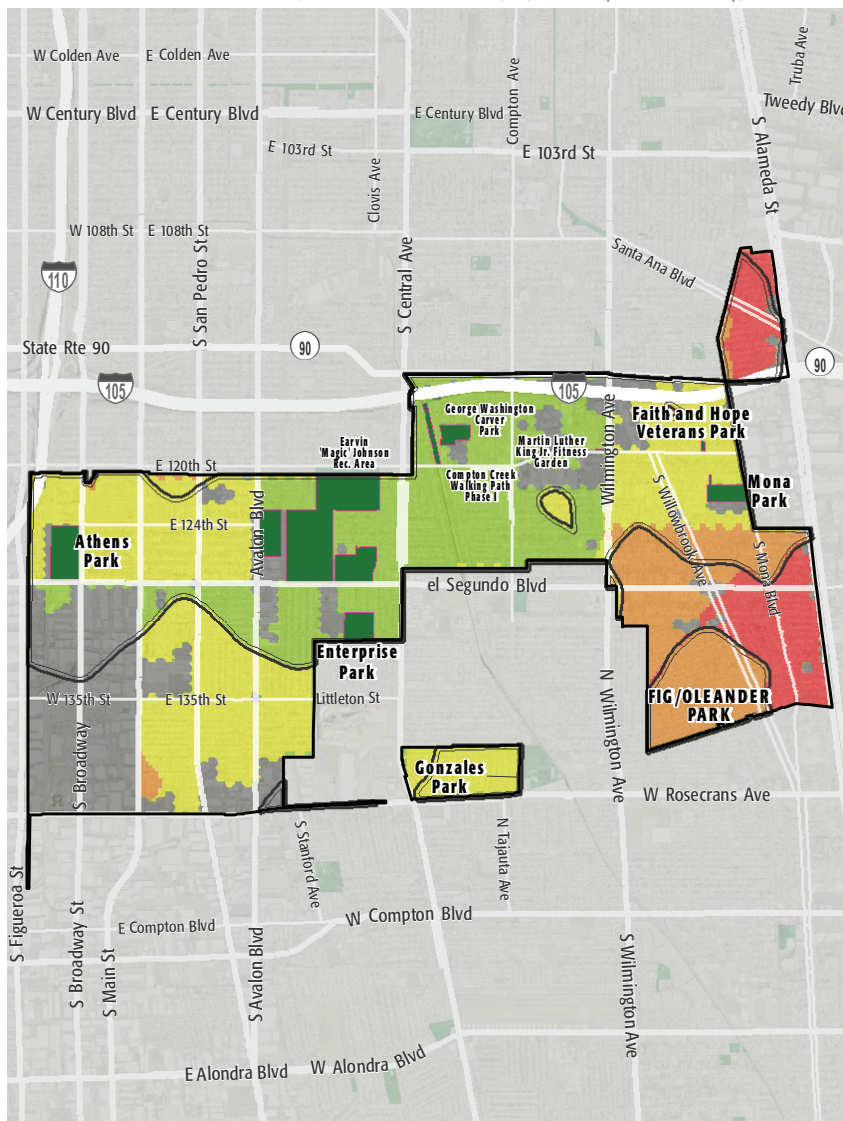 W Colden Ave
E Colden Ave
Truba Ave
Compton Ave
Tweedy Blvd
W Century Blvd
E Century Blvd
E Century Blvd
S Alameda St
E 103rd St
E 103rd St
Clovis Ave
W 108th St
E 108th St
S San Pedro St
S Central Ave
Santa Ana Blvd
110
State Rte 90
90
90
105
105
George Washington
Carver
Park
Wilmington Ave
Faith and Hope
Veterans Park
Earvin
'Magic' Johnson
Rec. Area
Martin Luther
King Jr. Fitness
Garden
E 120th St
Compton Creek
Walking Path
Phase I
S Willowbrook Ave
Mona
Park
Avalon Blvd
E 124th St
Athens
Park
S Mona Blvd
el Segundo Blvd
Enterprise
Park
W 135th St
E 135th St
Littleton St
FIG/OLEANDER
PARK
N Wilmington Ave
S Broadway
Gonzales
Park
W Rosecrans Ave
S Stanford Ave
N Tajauta Ave
S Figueroa St
S Broadway St
S Main St
E Compton Blvd
W Compton Blvd
S Avalon Blvd
S Wilmington Ave
E Alondra Blvd
W Alondra Blvd